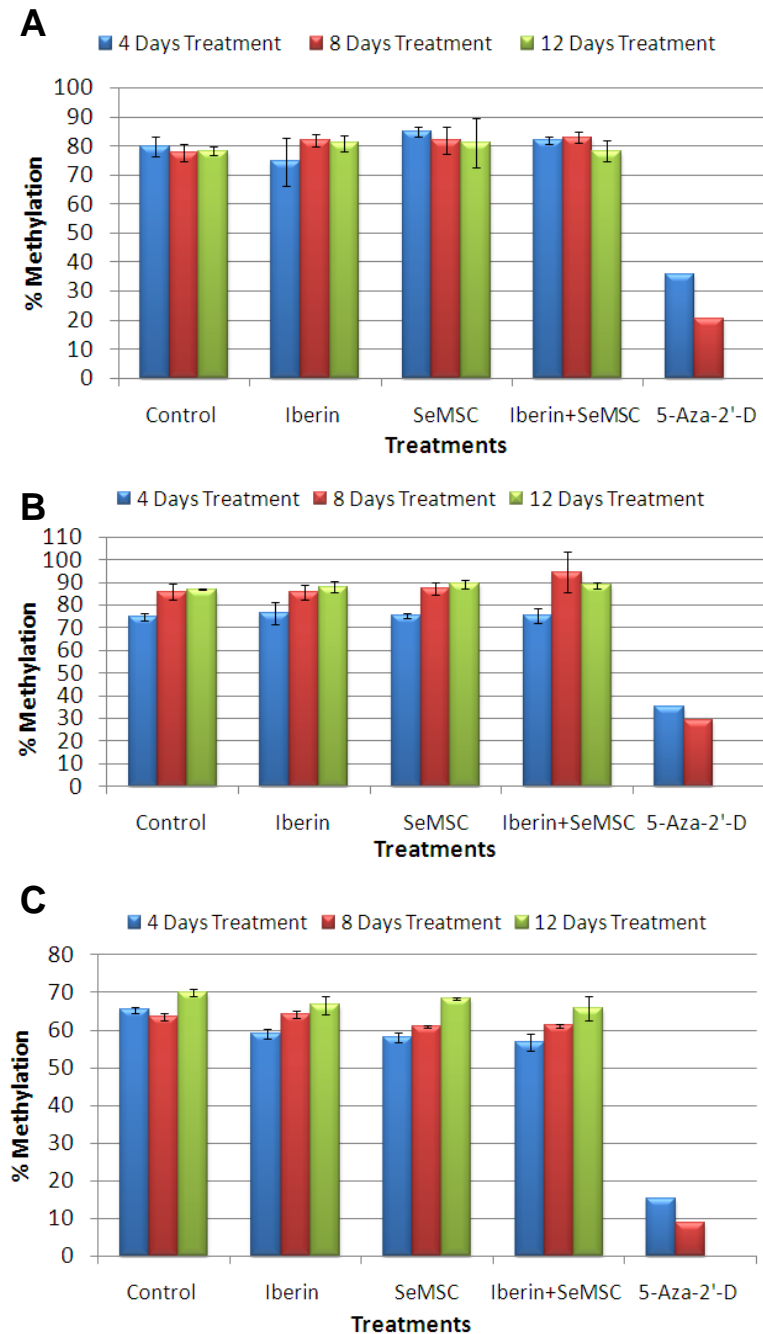 A
4 Days Treatment 8 Days Treatment 12 Days Treatment
100
90
80
70
60
50
40
30
20
10
0
% Methylation
Control Iberin SeMSC Iberin+SeMSC 5-Aza-2'-D
Treatments
B
4 Days Treatment 8 Days Treatment 12 Days Treatment
110
100
90
80
70
60
50
40
30
20
10
0
% Methylation
Control Iberin SeMSC Iberin+SeMSC 5-Aza-2'-D
Treatments
C
4 Days Treatment 8 Days Treatment 12 Days Treatment
80
70
60
50
40
30
20
10
0
% Methylation
Control Iberin SeMSC Iberin+SeMSC 5-Aza-2'-D
Treatments